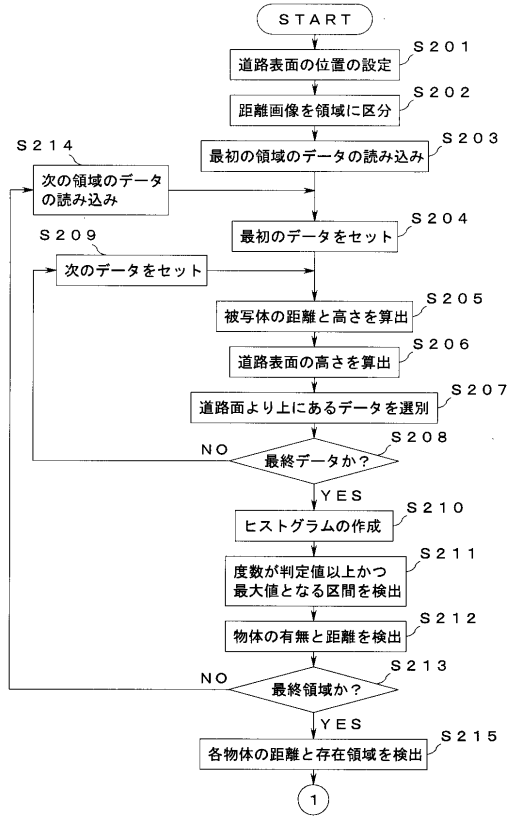 START
S201
道路表面の位置の設定
S202
距離画像を領域に区分
S203
最初の領域のデータの読み込み
S214
次の領域のデータ
の読み込み
S204
最初のデータをセット
S209
次のデータをセット
S205
被写体の距離と高さを算出
S206
道路表面の高さを算出
S207
道路面より上にあるデータを選別
S208
最終データか？
NO
YES
S210
ヒストグラムの作成
S211
度数が判定値以上かつ
最大値となる区間を検出
S212
物体の有無と距離を検出
S213
最終領域か？
NO
YES
S215
各物体の距離と存在領域を検出
1